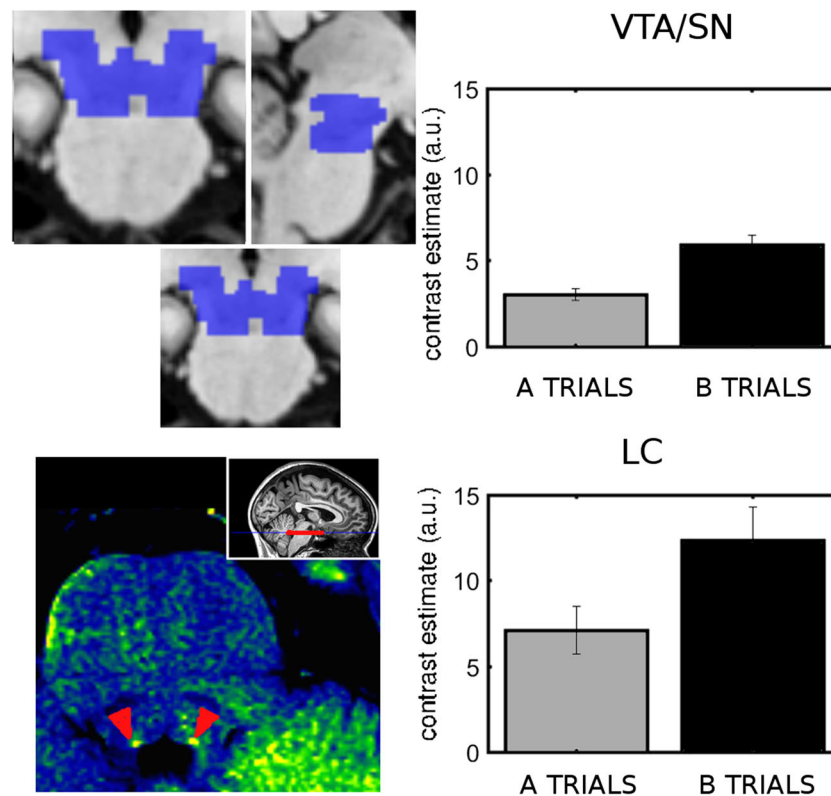 VTA/SN
contrast estimate (a.u.)
15
10
5
0
A TRIALS
B TRIALS
LC
contrast estimate (a.u.)
15
10
5
0
A TRIALS
B TRIALS